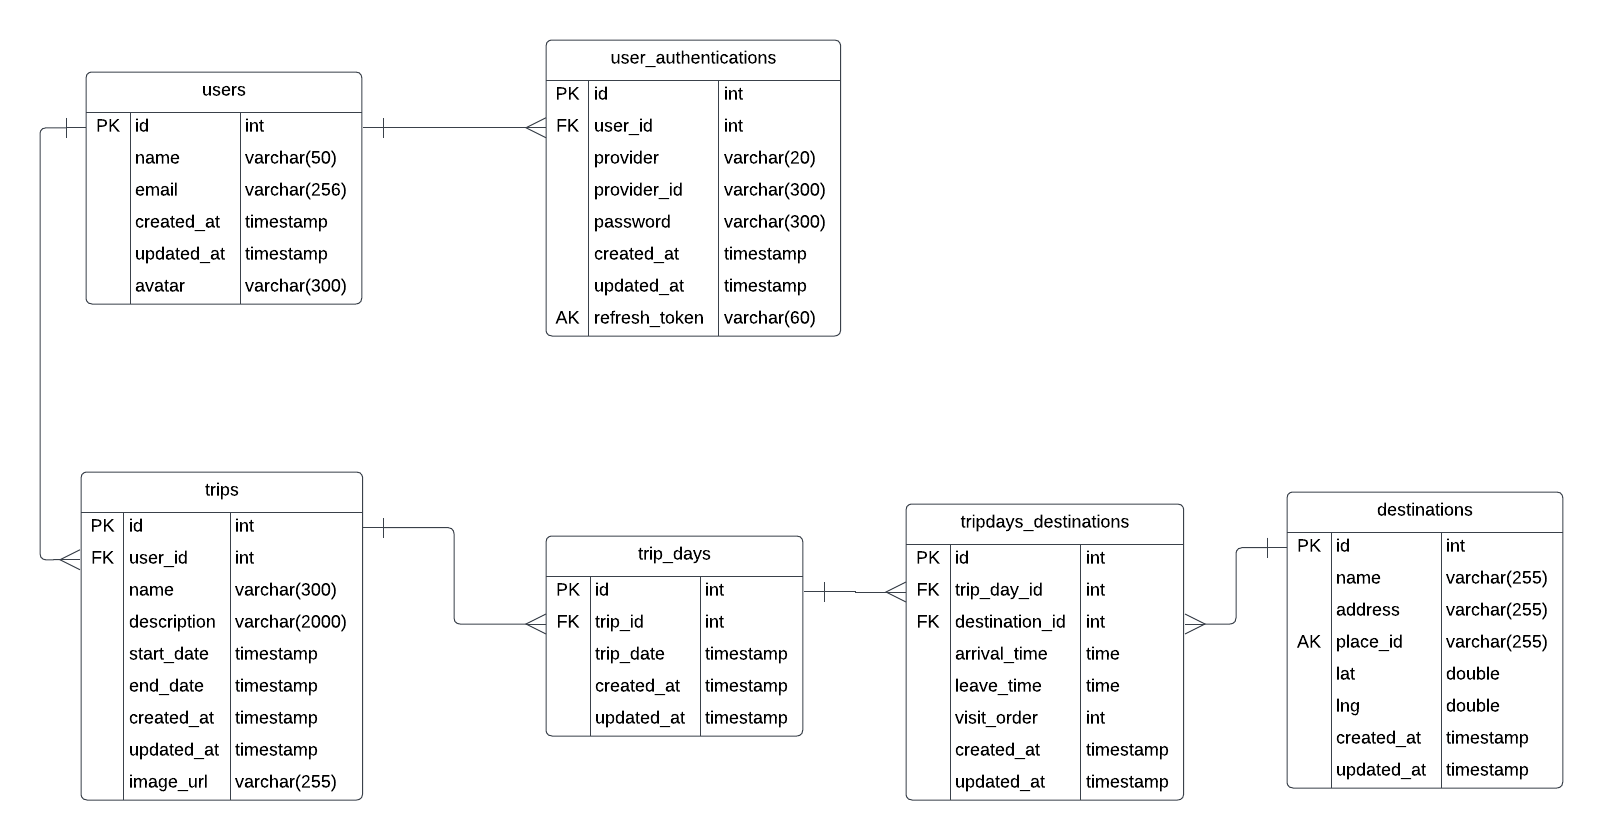 users
PK id int
name varchar(50)
email varchar(256)
created_at timestamp
updated_at timestamp
avatar varchar(300)
user_authentications
PK id int
FK user_id int
provider varchar(20)
provider_id varchar(300)
password varchar(300)
created_at timestamp
updated_at timestamp
AK refresh_token varchar(60)
trips
PK id int
FK user_id int
name varchar(300)
description varchar(2000)
start_date timestamp
end_date timestamp
created_at timestamp
updated_at timestamp
image_url varchar(255)
trip_days
PK id int
FK trip_id int
trip_date timestamp
created_at timestamp
updated_at timestamp
tripdays_destinations
PK id int
FK trip_day_id int
FK destination_id int
arrival_time time
leave_time time
visit_order int
created_at timestamp
updated_at timestamp
destinations
PK id int
name varchar(255)
address varchar(255)
AK place_id varchar(255)
lat double
lng double
created_at timestamp
updated_at timestamp